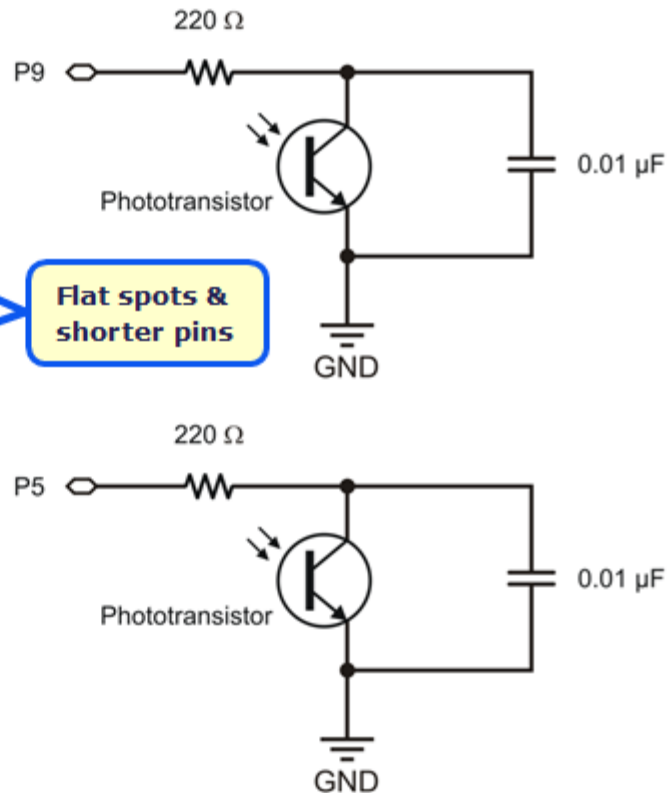 220 Ω
P9
0.01 µF
Phototransistor
Flat spots &
shorter pins
GND
220 Ω
P5
0.01 µF
Phototransistor
GND